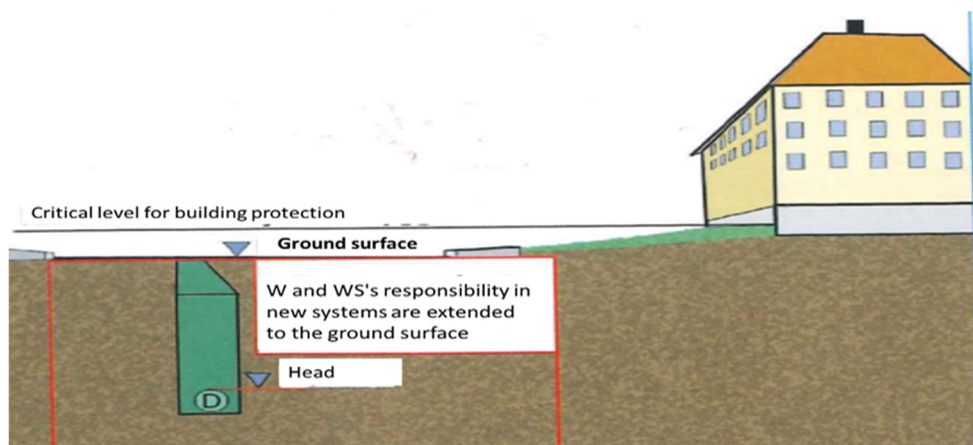 Critical level for building protection
Ground surface
W and WS's responsibility in
new systems are extended
to the ground surface
Head
D